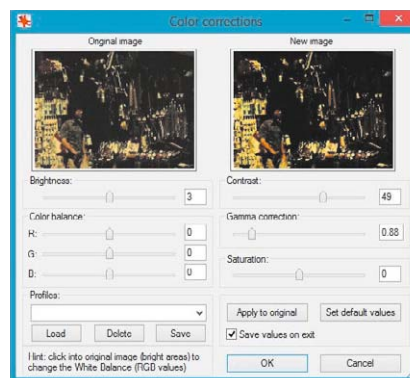 Color corrections
Original image
New image
Brightness:
3
Contrast:
49
Color balance:
R:
0
G:
0
B:
0
Gamma correction:
0.88
Saturation:
0
Profiles:
Load
Delete
Save
Apply to original
Set default values
Save values on exit
Hint: click into original image (bright areas) to
change the White Balance (RGB values)
OK
Cancel